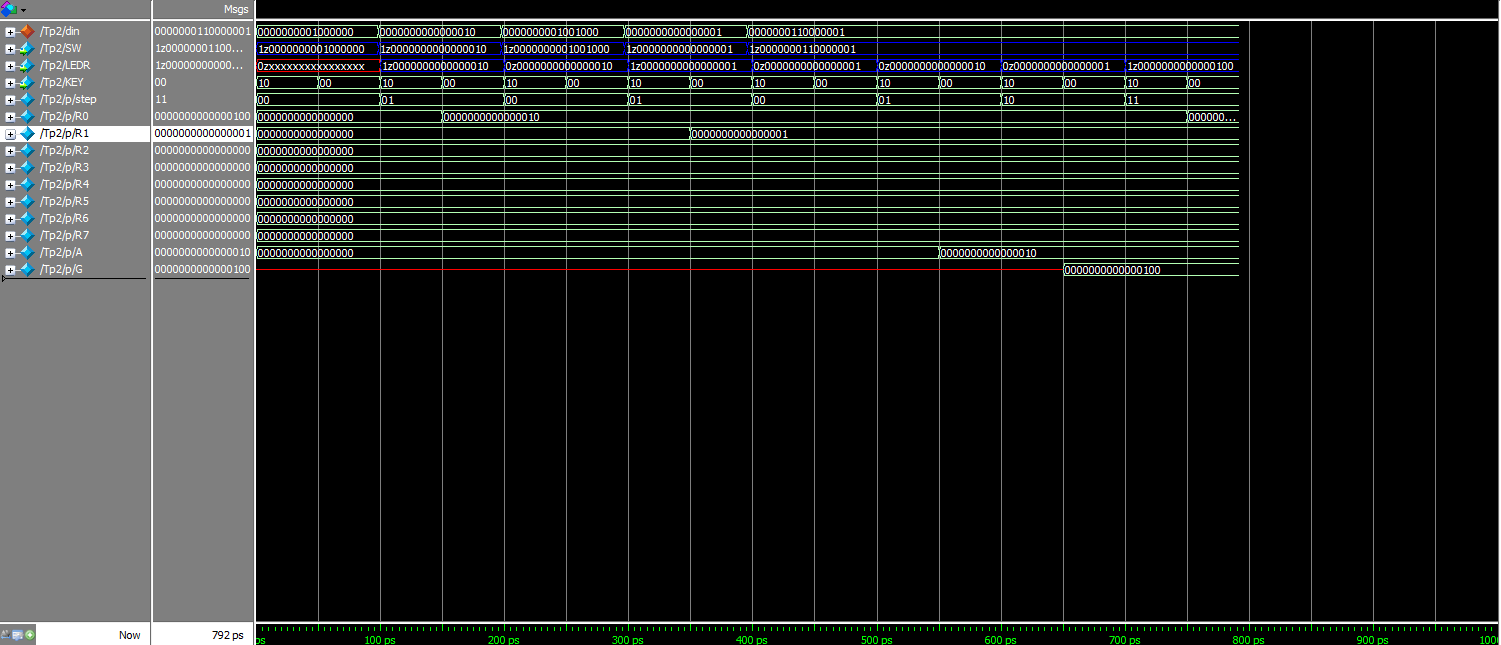 Msgs
/Tp2/din 0000000110000001 0000000001000000 0000000000000010 0000000001001000 0000000000000001 0000000110000001
/Tp2/SW 1z00000001100... 1z0000000001000000 1z0000000000000010 1z0000000001001000 1z0000000000000001 1z0000000110000001
/Tp2/LEDR 1z00000000000... 0zxxxxxxxxxxxxxxxx 1z0000000000000010 0z0000000000000010 1z0000000000000001 0z0000000000000001 0z0000000000000010 0z0000000000000001 1z0000000000000100
/Tp2/KEY 00 10 00 10 00 10 00 10 00 10 00 10 00 10 00 10 00
/Tp2/p/step 11 00 01 00 01 00 01 10 11
/Tp2/p/R0 0000000000000100 0000000000000000 0000000000000010 000000...
/Tp2/p/R1 0000000000000001 0000000000000000 0000000000000001
/Tp2/p/R2 0000000000000000 0000000000000000
/Tp2/p/R3 0000000000000000 0000000000000000
/Tp2/p/R4 0000000000000000 0000000000000000
/Tp2/p/R5 0000000000000000 0000000000000000
/Tp2/p/R6 0000000000000000 0000000000000000
/Tp2/p/R7 0000000000000000 0000000000000000
/Tp2/p/A 0000000000000010 0000000000000000 0000000000000010
/Tp2/p/G 0000000000000100 0000000000000100
Now 792 ps ps 100 ps 200 ps 300 ps 400 ps 500 ps 600 ps 700 ps 800 ps 900 ps 1000